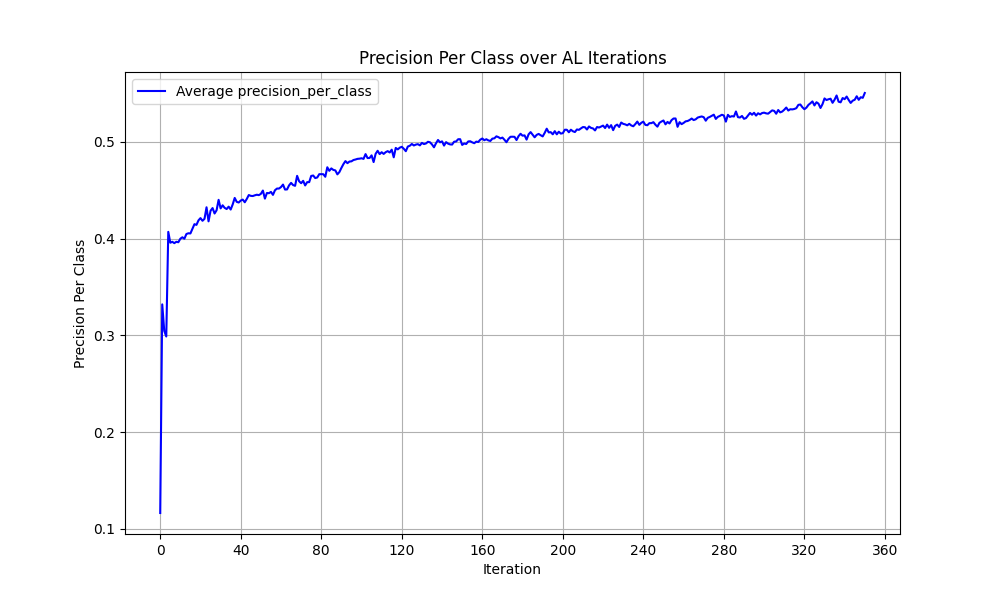 Precision Per Class over AL Iterations
Average precision_per_class
Precision Per Class
0.5
0.4
0.3
0.2
0.1
0 40 80 120 160 200 240 280 320 360
Iteration